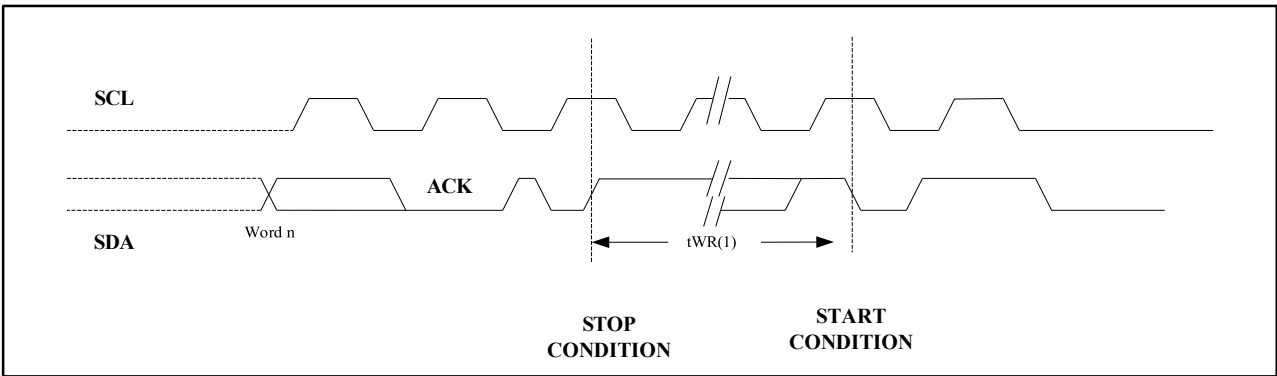 SCL
ACK
Word n
SDA
tWR(1)
STOP
CONDITION
START
CONDITION